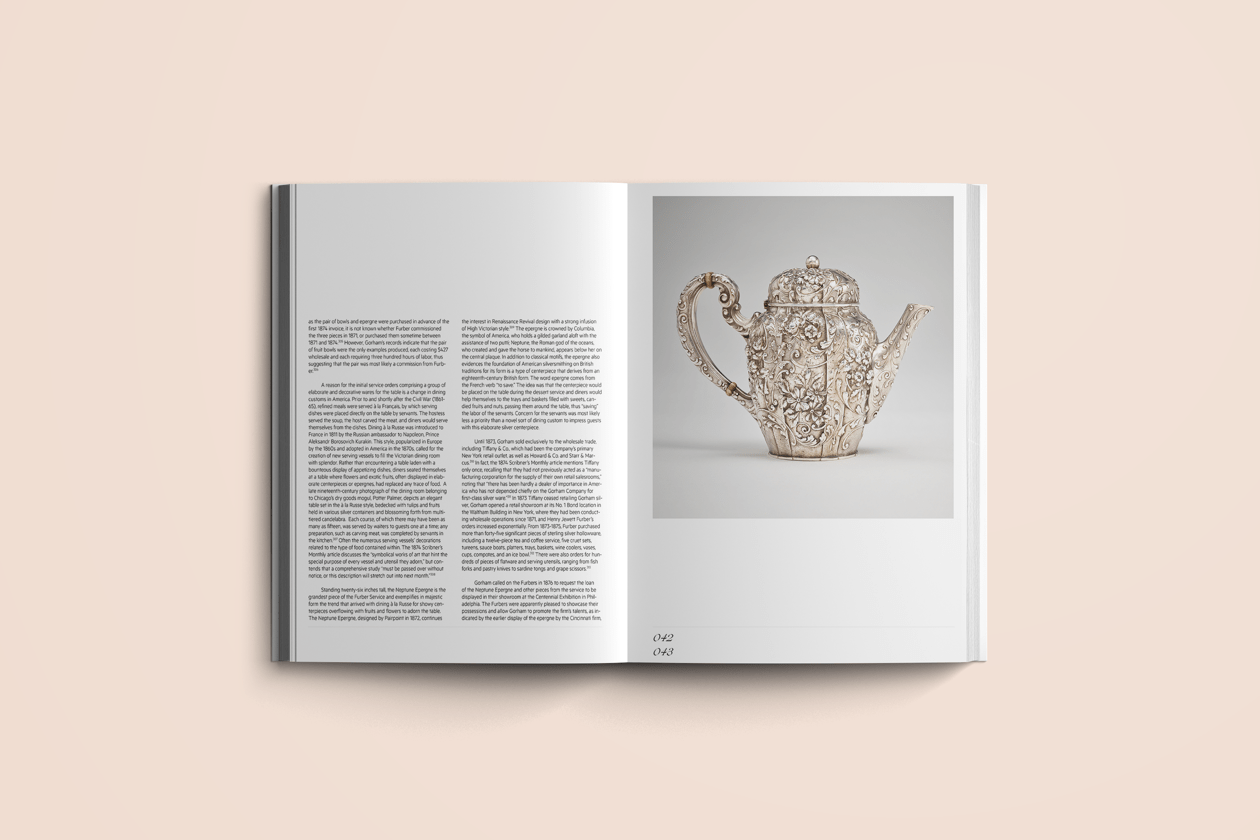 as the pair of bowls and epergne were purchased in advance of the
first 1874 invoice, it is not known whether Furber commissioned
the three pieces in 1871 or purchased them sometime between
1871 and 1874. However, Gorham's records indicate that the pair
of fruit bowls were the only examples produced, each costing $427
wholesale and each requiring three hundred hours of labor, thus
suggesting that the pair was most likely a commission from Furb-
er.
A reason for the initial service orders comprising a group of
elaborate and decorative wares for the table is a change in dining
customs in America. Prior to and shortly after the Civil War (1861-
65), refined meals were served à la Français, by which serving
dishes were placed directly on the table by servants. The hostess
served the soup, the host carved the meat, and diners would serve
themselves from the dishes. Dining à la Russe was introduced to
France in 1811 by the Russian ambassador to Napoleon, Prince
Aleksandr Borosovich Kurakin. This style, popularized in Europe
by the 1860s and adopted in America in the 1870s, called for the
creation of new serving vessels to fill the Victorian dining room
with splendor. Rather than encountering a table laden with a
bounteous display of appetizing dishes, diners seated themselves
at a table where flowers and exotic fruits, often displayed in elab-
orate centerpieces or epergnes, had replaced any trace of food. A
late nineteenth-century photograph of the dining room belonging
to Chicago's dry goods mogul, Potter Palmer, depicts an elegant
table set in the à la Russe style, bedecked with tulips and fruits
held in various silver containers and blossoming forth from multi-
tiered cancelabra. Each course, of which there may have been as
many as fifteen, was served by waiters to guests one at a time; any
preparation, such as carving meat, was completed by servants in
the kitchen. Often the numerous serving vessels' decorations
related to the type of food contained within. The 1874 Scribner's
Monthly article discusses the "symbolical works of art that hint the
special purpose of every vessel and utensil they adorn," but con-
tends that a comprehensive study "must be passed over without
notice, or this description will stretch out into next month."
Standing twenty-six inches tall, the Neptune Epergne is the
grandest piece of the Furber Service and exemplifies in majestic
form the trend that arrived with dining à la Russe for showy cen-
terpieces overflowing with fruits and flowers to adorn the table.
The Neptune Epergne, designed by Pairpoint in 1872, continues
the interest in Renaissance Revival design with a strong infusion
of High Victorian style. The epergne is crowned by Columbia,
the symbol of America, who holds a gilded garland aloft with the
assistance of two putti; Neptune, the Roman god of the oceans,
who created and gave the horse to mankind, appears below her on
the central plaque. In addition to classical motifs, the epergne also
evidences the foundation of American silversmithing on British
traditions for its form is a type of centerpiece that derives from an
eighteenth-century British form. The word epergne comes from
the French verb "to save." The idea was that the centerpiece would
be placed on the table during the dessert service and diners would
help themselves to the trays and baskets filled with sweets, can-
died fruits and nuts, passing them around the table, thus "saving"
the labor of the servants. Concern for the servants was most likely
less a priority than a novel sort of dining custom to impress guests
with this elaborate silver centerpiece.
Until 1873, Gorham sold exclusively to the wholesale trade,
including Tiffany & Co., which had been the company's primary
New York retail outlet, as well as Howard & Co. and Starr & Mar-
cus. In fact, the 1874 Scribner's Monthly article mentions Tiffany
only once, recalling that they had not previously acted as a "manu-
facturing corporation for the supply of their own retail salesrooms,"
noting that "there has been hardly a dealer of importance in Amer-
ica who has not depended chiefly on the Gorham Company for
first-class silver ware." In 1873 Tiffany ceased retailing Gorham sil-
ver, Gorham opened a retail showroom at its No. 1 Bond location in
the Waltham Building in New York, where they had been conduct-
ing wholesale operations since 1871, and Henry Jewett Furber's
orders increased exponentially. From 1873-1875, Furber purchased
more than forty-five significant pieces of sterling silver hollowware,
including a twelve-piece tea and coffee service, five cruet sets,
tureens, sauce boats, platters, trays, baskets, wine coolers, vases,
cups, compotes, and an ice bowl. There were also orders for hun-
dreds of pieces of flatware and serving utensils, ranging from fish
forks and pastry knives to sardine tongs and grape scissors.
Gorham called on the Furbers in 1876 to request the loan
of the Neptune Epergne and other pieces from the service to be
displayed in their showroom at the Centennial Exhibition in Phil-
adelphia. The Furbers were apparently pleased to showcase their
possessions and allow Gorham to promote the firm's talents, as in-
dicated by the earlier display of the epergne by the Cincinnati firm,
042
043